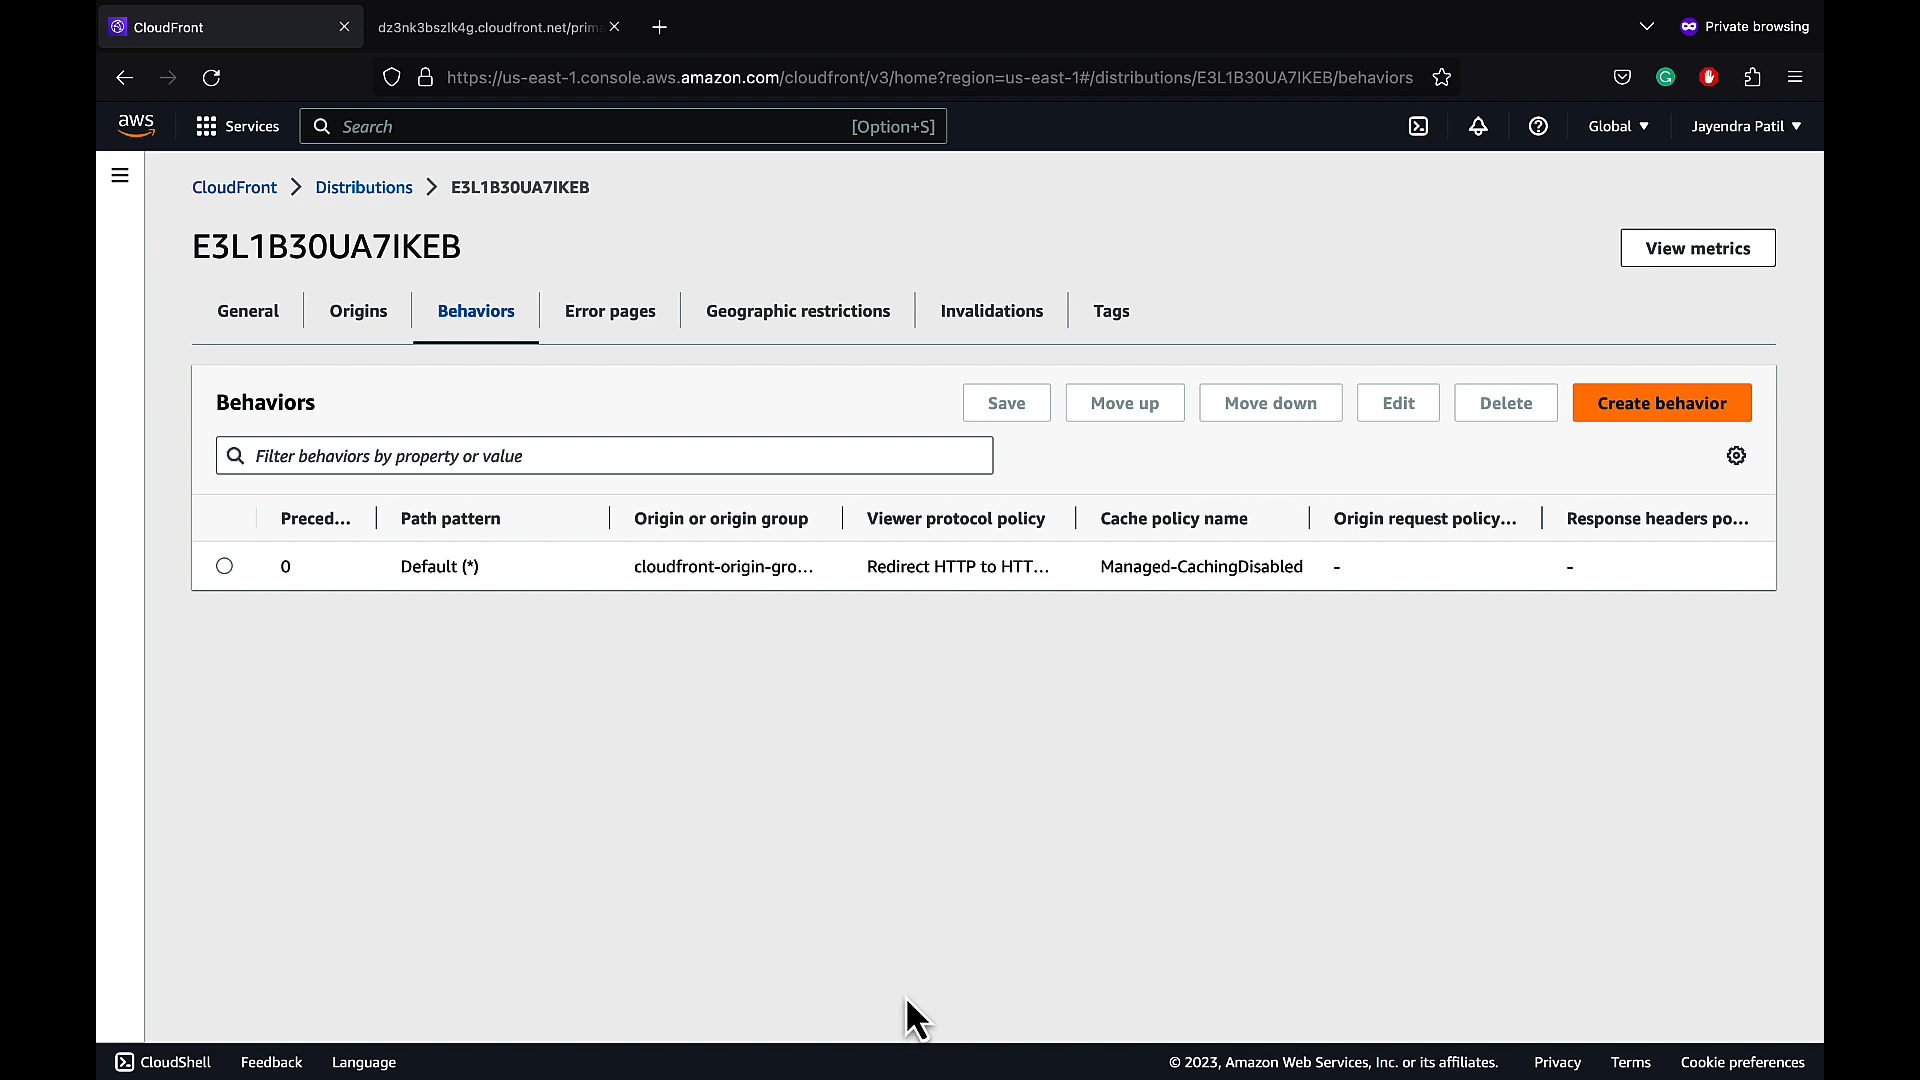 CloudFront
dz3nk3bszlk4g.cloudfront.net/prim
Private browsing
https://us-east-1.console.aws.amazon.com/cloudfront/v3/home?region=us-east-1#/distributions/E3L1B30UA7IKEB/behaviors
aws
Services
Search
[Option+S]
Global
Jayendra Patil
CloudFront
Distributions
E3L1B30UA7IKEB
E3L1B30UA7IKEB
View metrics
General
Origins
Behaviors
Error pages
Geographic restrictions
Invalidations
Tags
Behaviors
Save
Move up
Move down
Edit
Delete
Create behavior
Filter behaviors by property or value
Preced... Path pattern Origin or origin group Viewer protocol policy Cache policy name Origin request policy... Response headers po...
0 Default (*) cloudfront-origin-gro... Redirect HTTP to HTT... Managed-CachingDisabled - -
CloudShell
Feedback
Language
© 2023, Amazon Web Services, Inc. or its affiliates.
Privacy
Terms
Cookie preferences